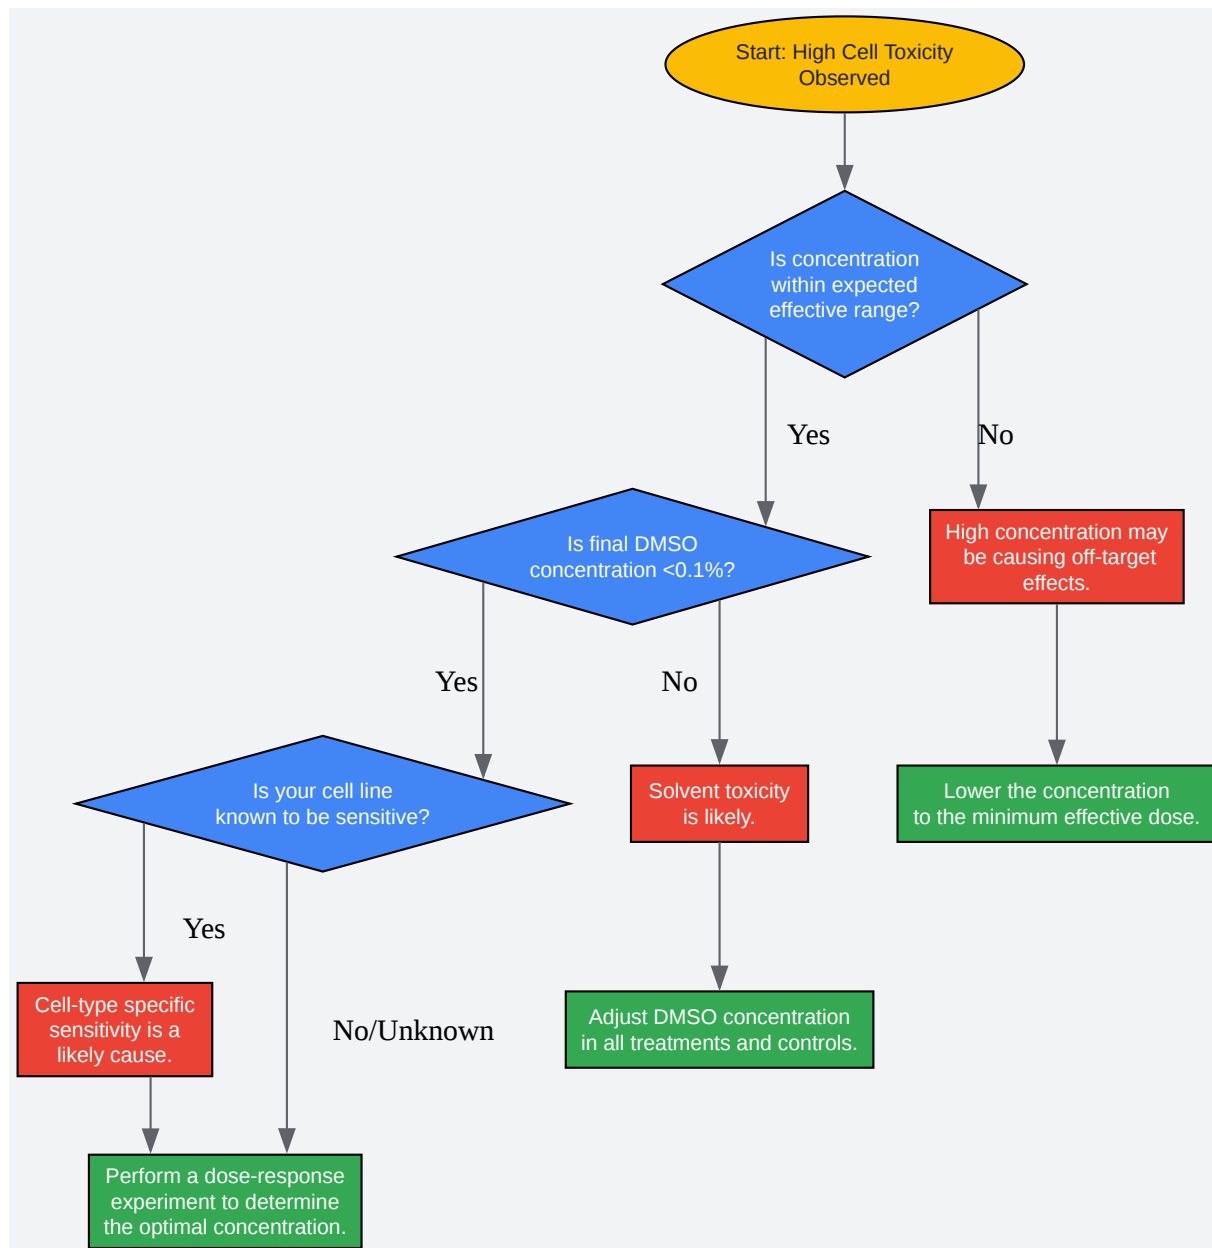 Start: High Cell Toxicity
Observed
Is concentration
within expected
effective range?
Yes
No
Is final DMSO
concentration <0.1%?
High concentration may
be causing off-target
effects.
Yes
No
Is your cell line
known to be sensitive?
Solvent toxicity
is likely.
Lower the concentration
to the minimum effective dose.
Yes
No/Unknown
Cell-type specific
sensitivity is a
likely cause.
Adjust DMSO concentration
in all treatments and controls.
Perform a dose-response
experiment to determine
the optimal concentration.